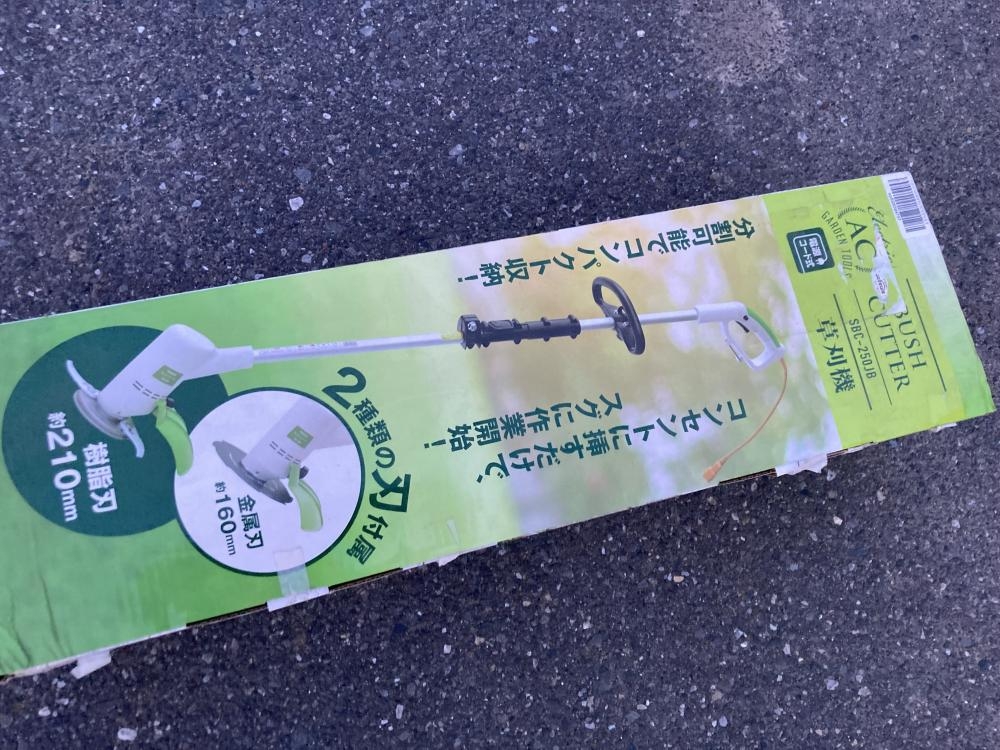 Electric
GARDEN TOOLS
AC
BUSH
CUTTER
SBC-250JB
草刈機
電源
コード式
分割可能でコンパクト収納!
コンセントに挿すだけで、
スグに作業開始!
2種類の刃付属
樹脂刃
約210mm
金属刃
約160mm